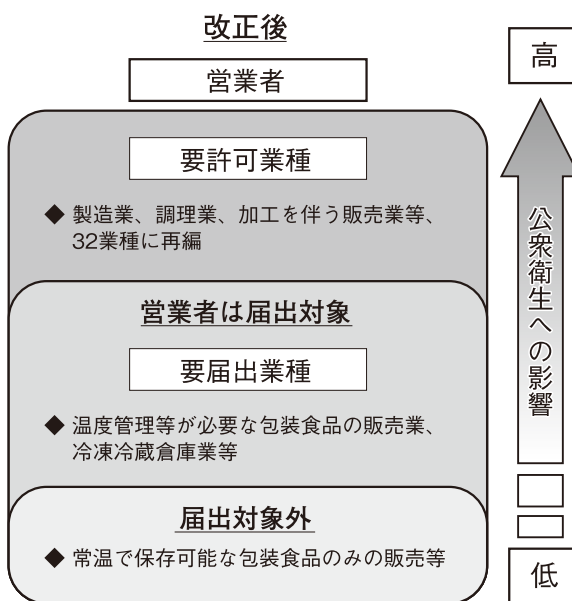 改正後
営業者
要許可業種
◆ 製造業、調理業、加工を伴う販売業等、
32業種に再編
営業者は届出対象
要届出業種
◆ 温度管理等が必要な包装食品の販売業、
冷凍冷蔵倉庫業等
届出対象外
◆ 常温で保存可能な包装食品のみの販売等
高
公衆衛生への影響
低